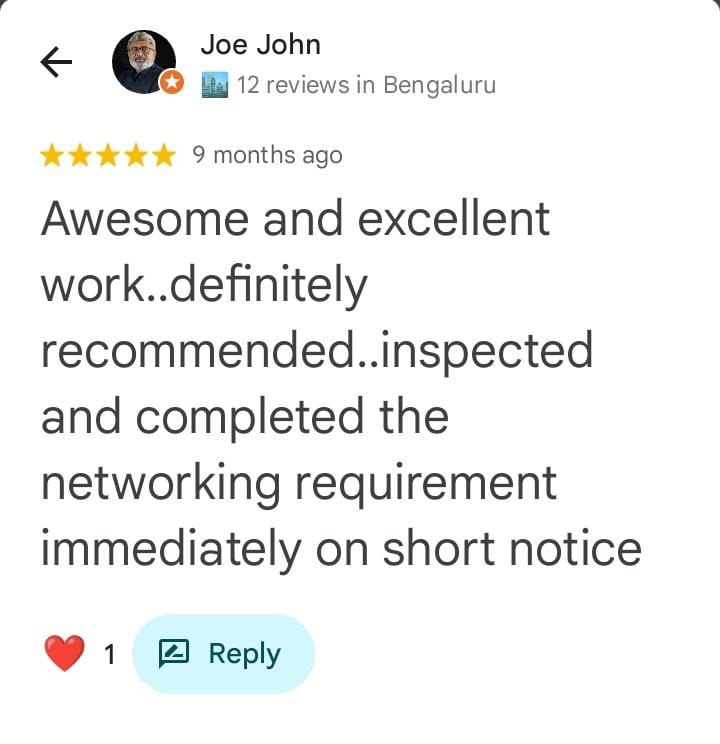 Joe John
12 reviews in Bengaluru
9 months ago
Awesome and excellent
work..definitely
recommended..inspected
and completed the
networking requirement
immediately on short notice
1
Reply